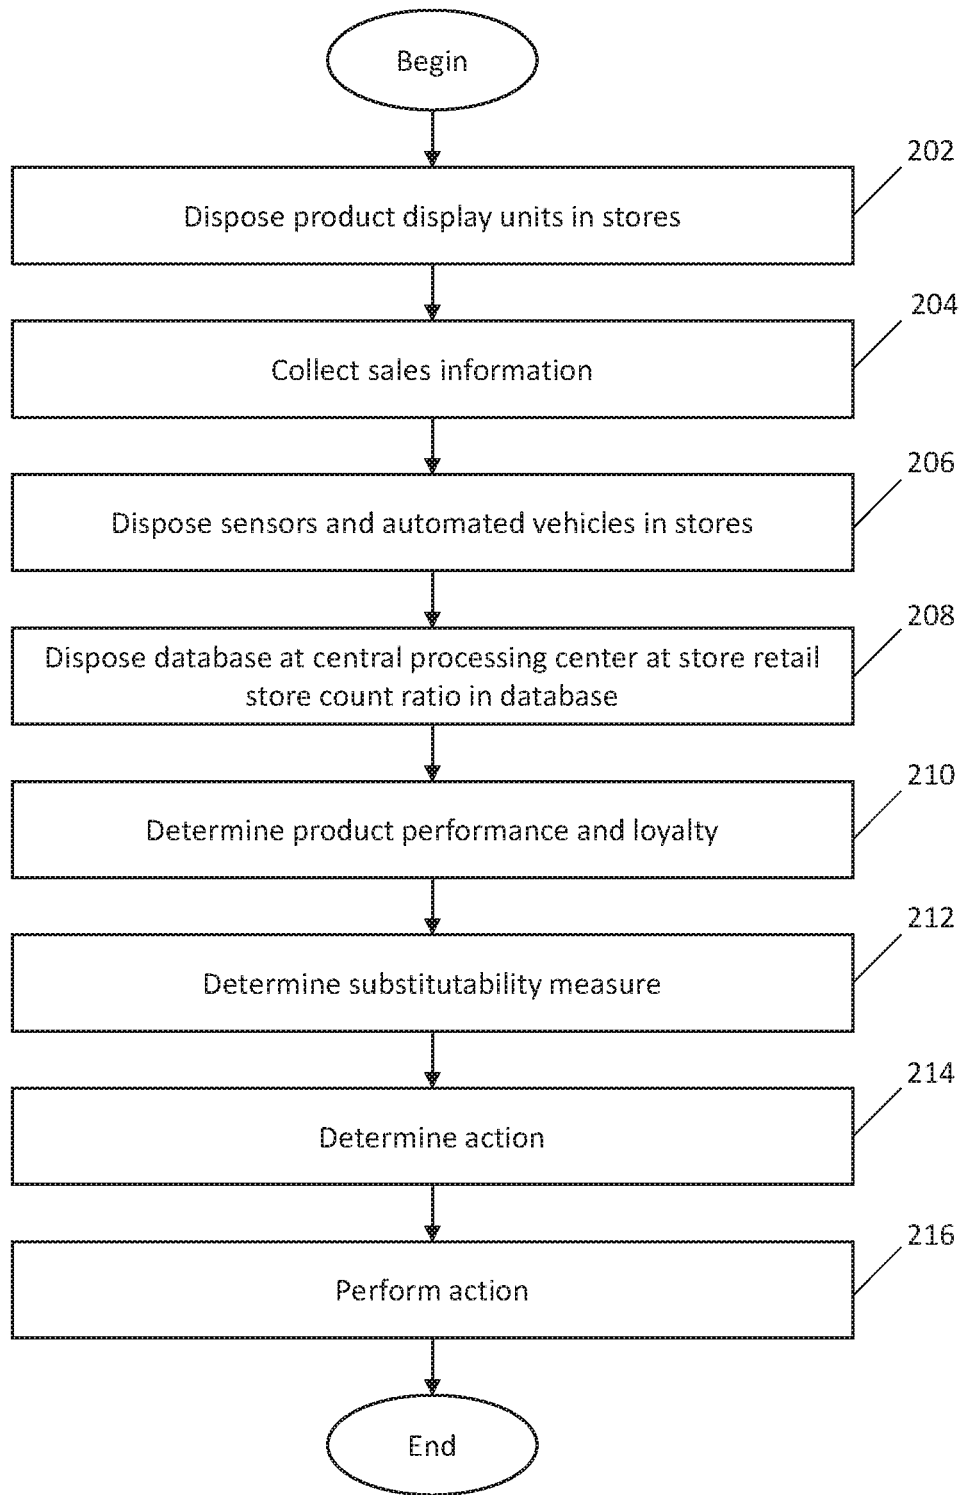 Begin
202
Dispose product display units in stores
204
Collect sales information
206
Dispose sensors and automated vehicles in stores
208
Dispose database at central processing center at store retail
store count ratio in database
210
Determine product performance and loyalty
212
Determine substitutability measure
214
Determine action
216
Perform action
End